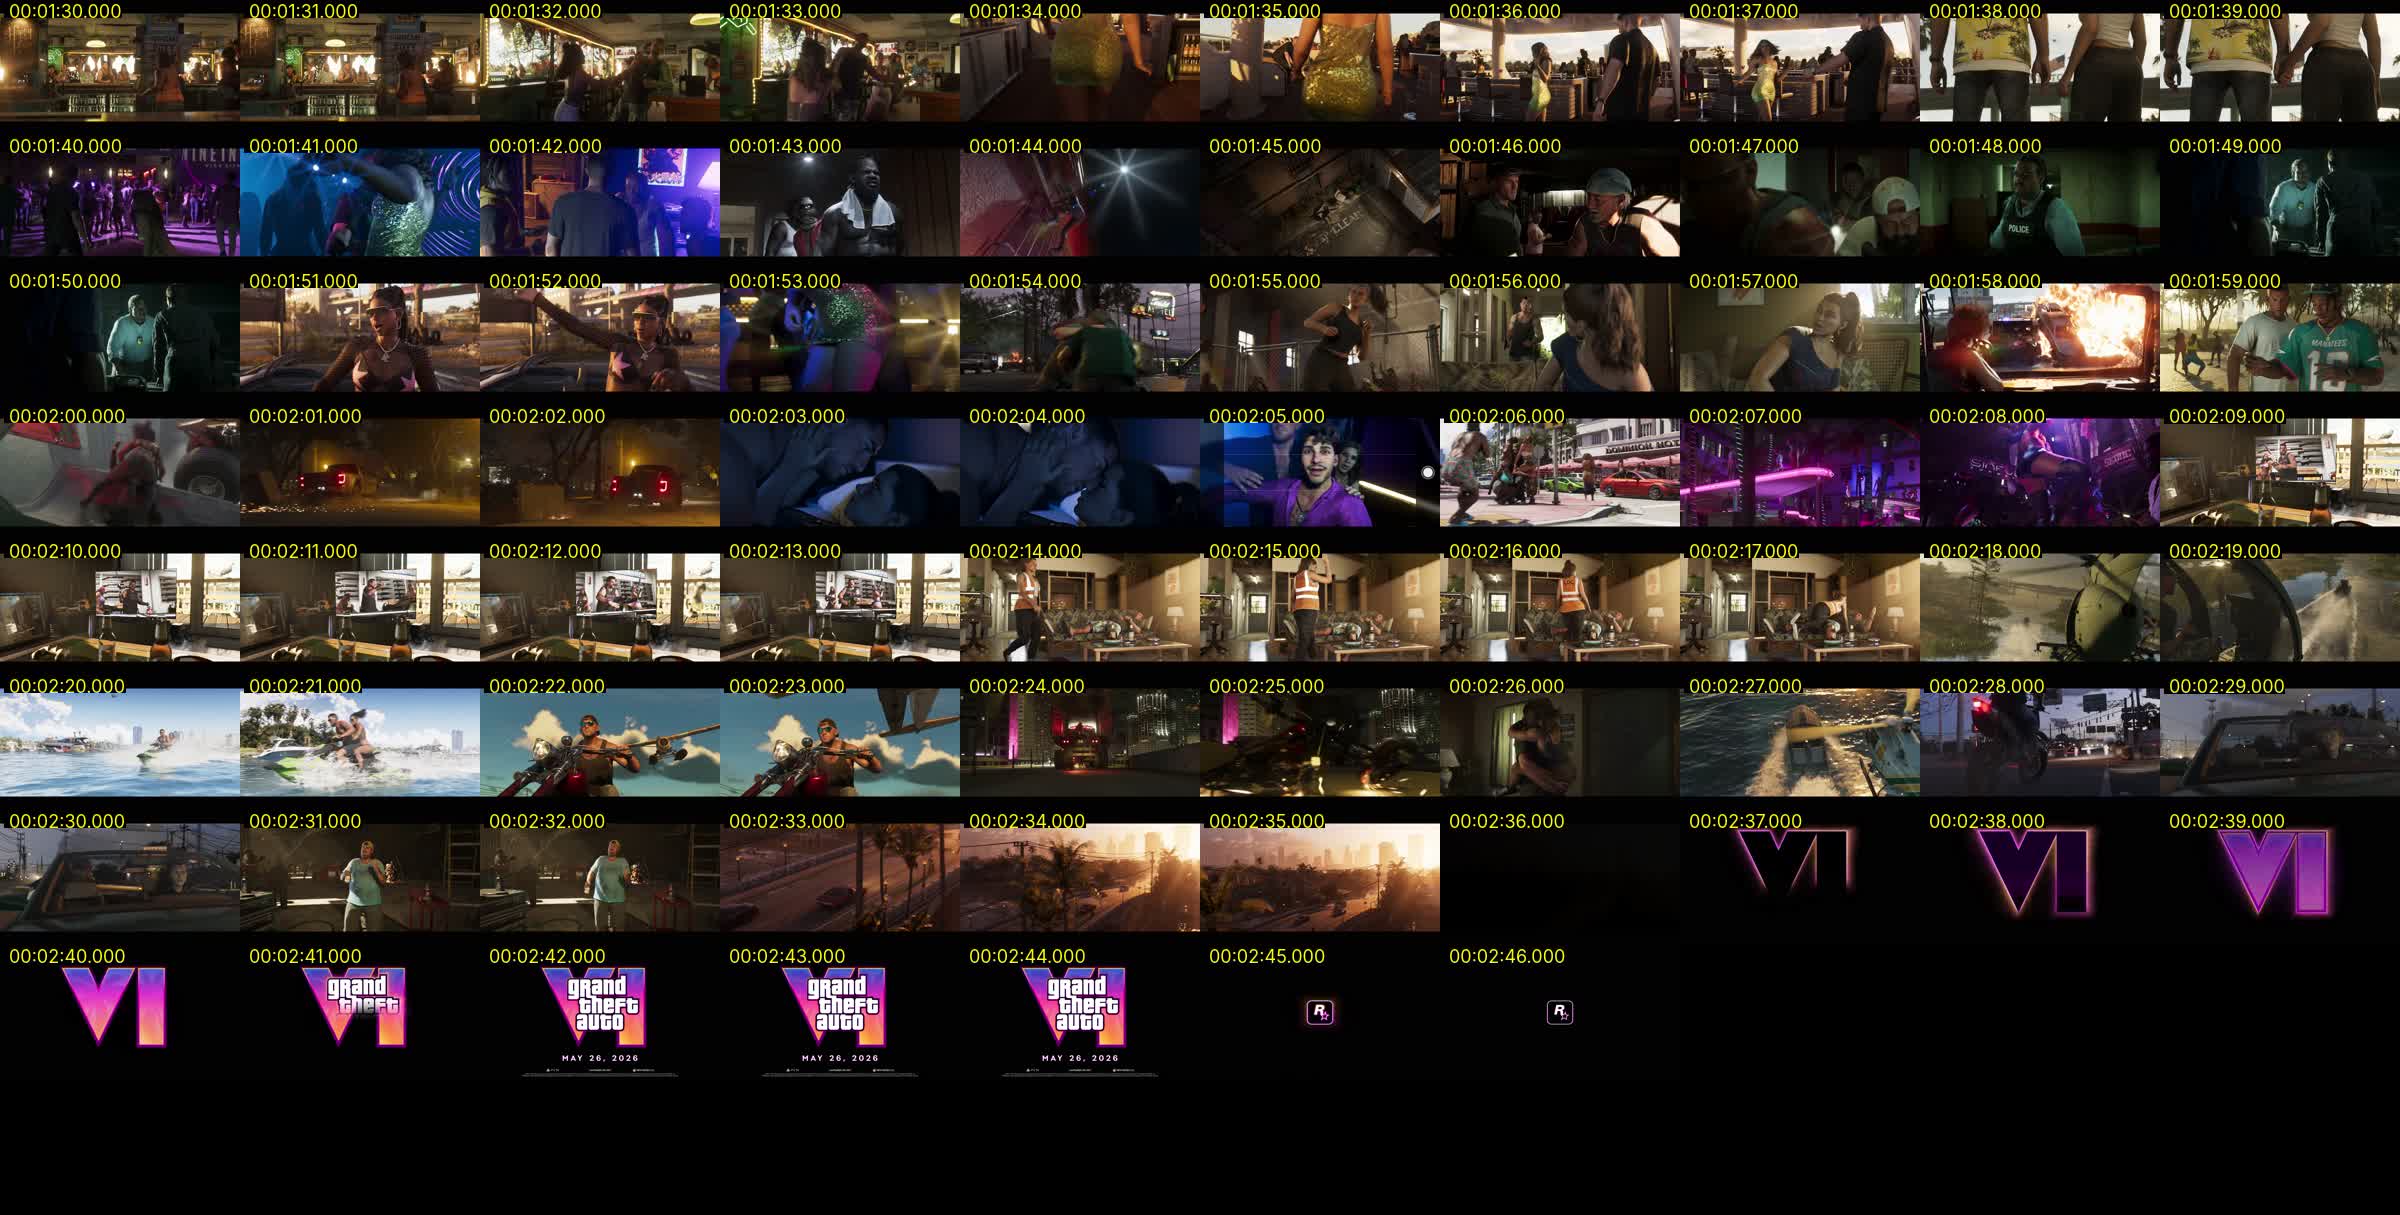 00:01:30.000 00:01:31.000 00:01:32.000 00:01:33.000 00:01:34.000 00:01:35.000 00:01:36.000 00:01:37.000 00:01:38.000 00:01:39.000
00:01:40.000 00:01:41.000 00:01:42.000 00:01:43.000 00:01:44.000 00:01:45.000 00:01:46.000 00:01:47.000 00:01:48.000 00:01:49.000
NINE IN
POLICE
00:01:50.000 00:01:51.000 00:01:52.000 00:01:53.000 00:01:54.000 00:01:55.000 00:01:56.000 00:01:57.000 00:01:58.000 00:01:59.000
MANATEES
12
00:02:00.000 00:02:01.000 00:02:02.000 00:02:03.000 00:02:04.000 00:02:05.000 00:02:06.000 00:02:07.000 00:02:08.000 00:02:09.000
DOMINION HOT
00:02:10.000 00:02:11.000 00:02:12.000 00:02:13.000 00:02:14.000 00:02:15.000 00:02:16.000 00:02:17.000 00:02:18.000 00:02:19.000
00:02:20.000 00:02:21.000 00:02:22.000 00:02:23.000 00:02:24.000 00:02:25.000 00:02:26.000 00:02:27.000 00:02:28.000 00:02:29.000
00:02:30.000 00:02:31.000 00:02:32.000 00:02:33.000 00:02:34.000 00:02:35.000 00:02:36.000 00:02:37.000 00:02:38.000 00:02:39.000
VI VI VI
00:02:40.000 00:02:41.000 00:02:42.000 00:02:43.000 00:02:44.000 00:02:45.000 00:02:46.000
VI VI VI VI VI
grand grand grand grand
theft theft theft theft
auto auto auto
R R
MAY 26, 2026 MAY 26, 2026 MAY 26, 2026